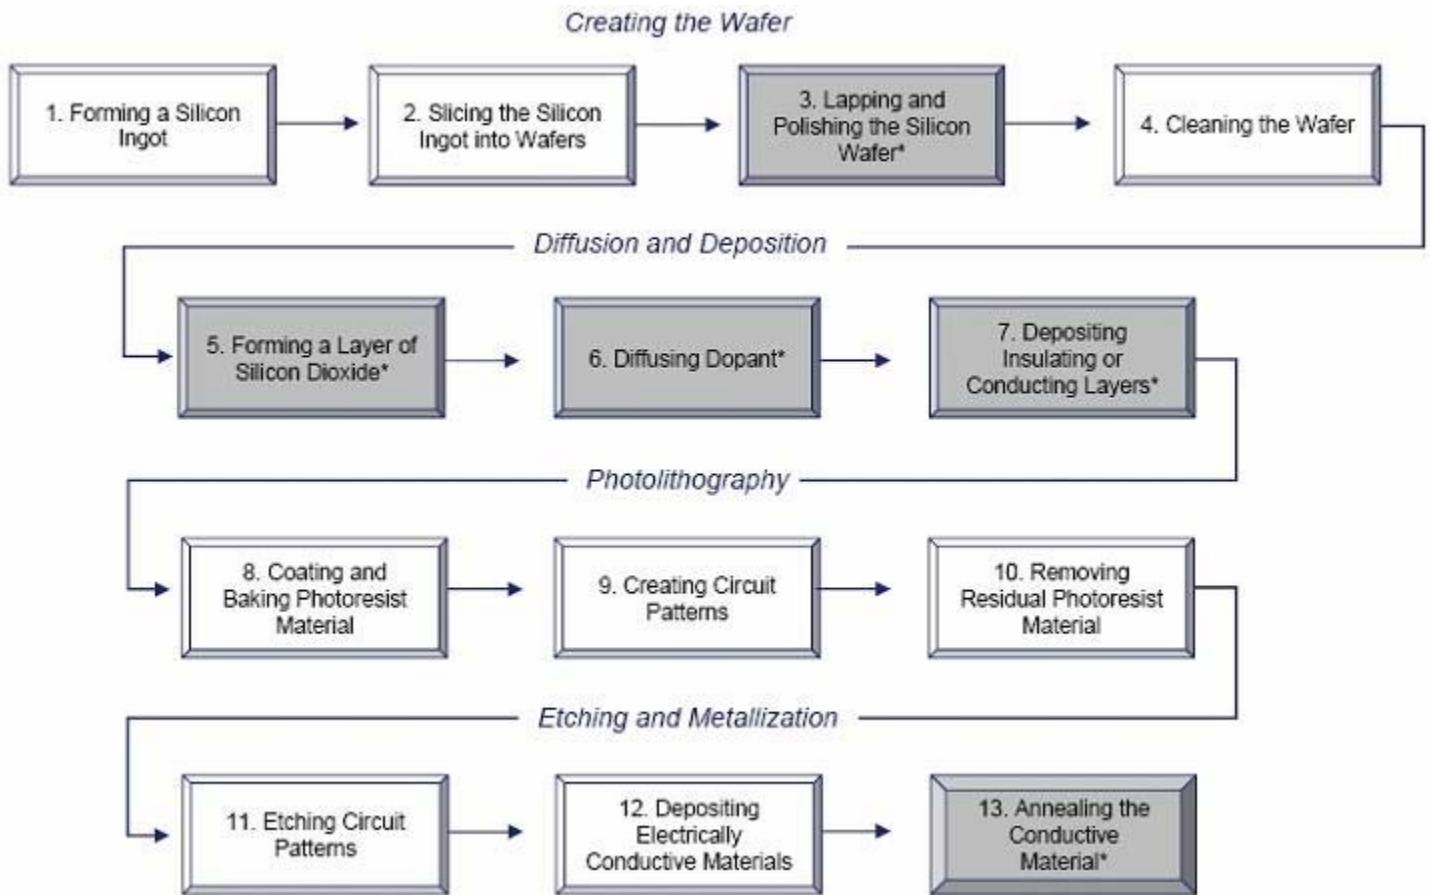 Creating the Wafer
1. Forming a Silicon
Ingot
2. Slicing the Silicon
Ingot into Wafers
3. Lapping and
Polishing the Silicon
Wafer*
4. Cleaning the Wafer
Diffusion and Deposition
5. Forming a Layer of
Silicon Dioxide*
6. Diffusing Dopant*
7. Depositing
Insulating or
Conducting Layers*
Photolithography
8. Coating and
Baking Photoresist
Material
9. Creating Circuit
Patterns
10. Removing
Residual Photoresist
Material
Etching and Metallization
11. Etching Circuit
Patterns
12. Depositing
Electrically
Conductive Materials
13. Annealing the
Conductive
Material*